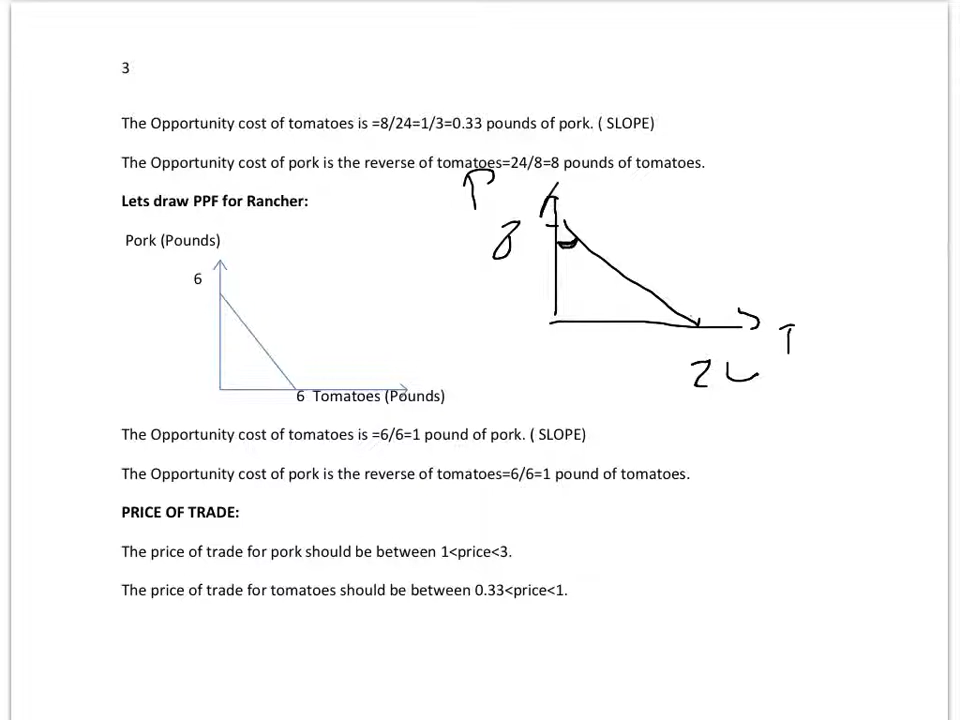 3
The Opportunity cost of tomatoes is =8/24=1/3=0.33 pounds of pork. ( SLOPE)
The Opportunity cost of pork is the reverse of tomatoes=24/8=8 pounds of tomatoes.
Lets draw PPF for Rancher:
P
Pork (Pounds)
8
6
T
24
6 Tomatoes (Pounds)
The Opportunity cost of tomatoes is =6/6=1 pound of pork. ( SLOPE)
The Opportunity cost of pork is the reverse of tomatoes=6/6=1 pound of tomatoes.
PRICE OF TRADE:
The price of trade for pork should be between 1<price<3.
The price of trade for tomatoes should be between 0.33<price<1.